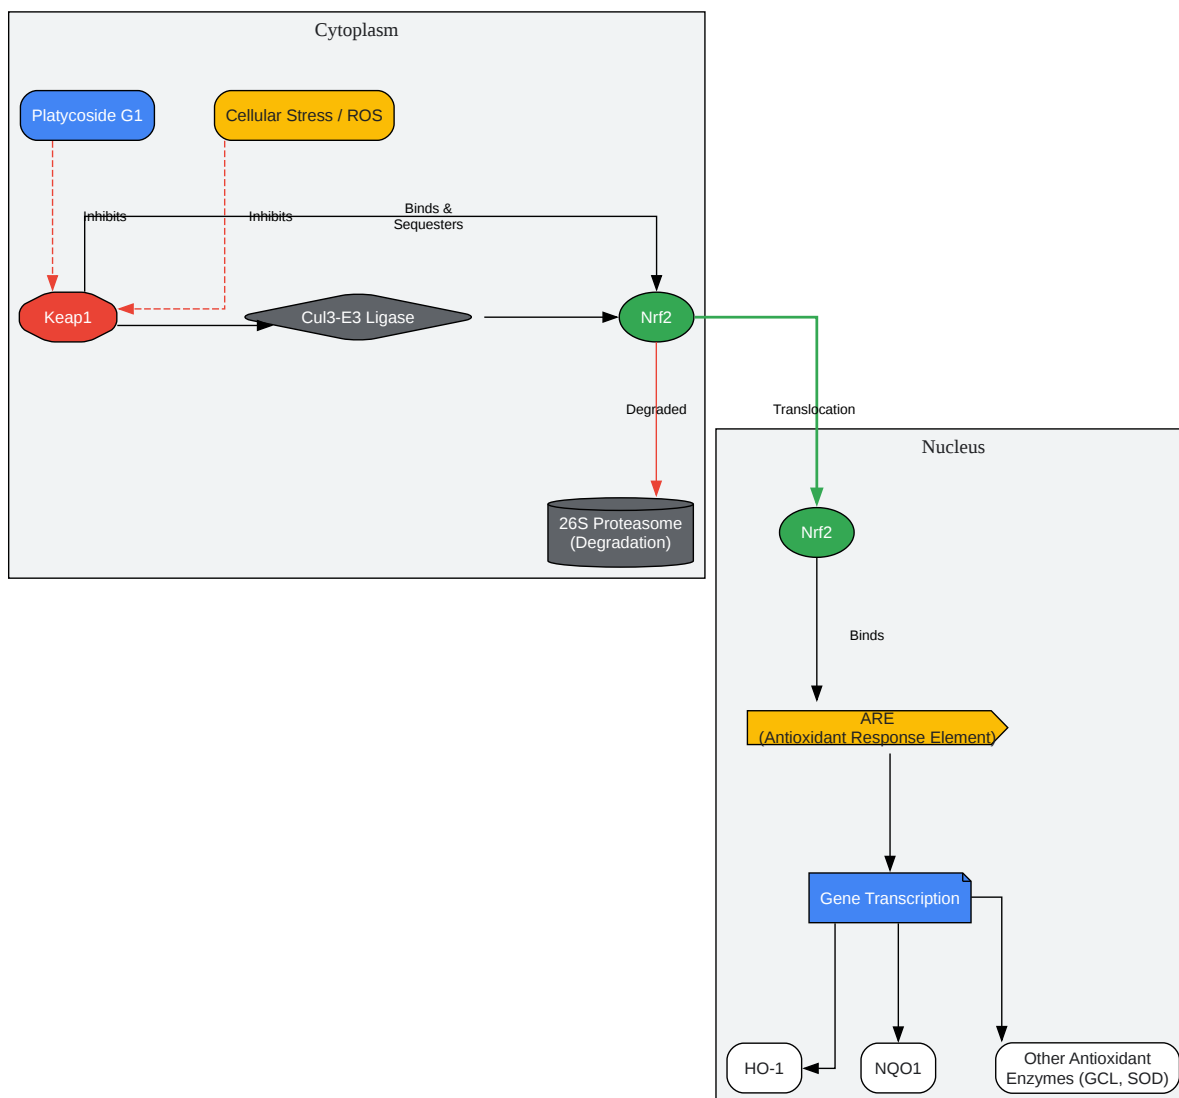 Cytoplasm
Platycoside G1
Cellular Stress / ROS
Inhibits
Inhibits
Binds &
Sequesters
Keap1
Cul3-E3 Ligase
Nrf2
Degraded
Translocation
26S Proteasome
(Degradation)
Nucleus
Nrf2
Binds
ARE
(Antioxidant Response Element)
Gene Transcription
HO-1
NQO1
Other Antioxidant
Enzymes (GCL, SOD)